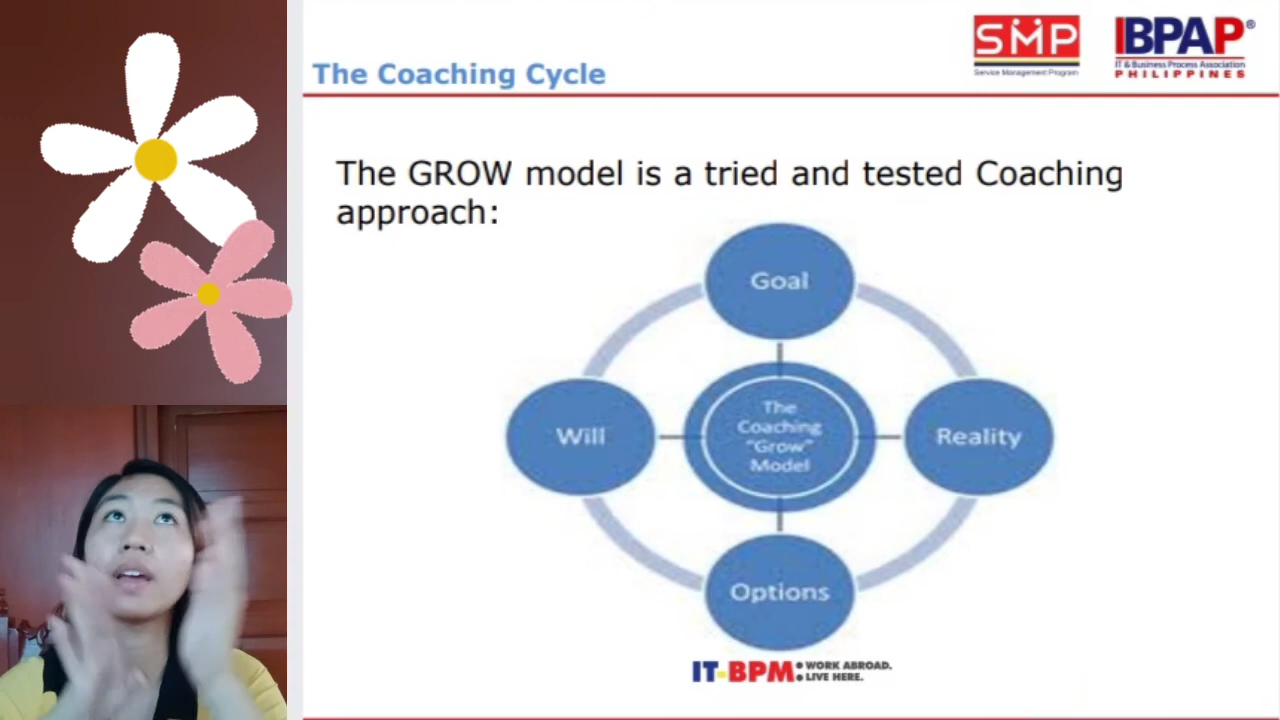 The Coaching Cycle
SMP
Service Management Program
IBPAP®
IT & Business Process Association
PHILIPPINES
The GROW model is a tried and tested Coaching
approach:
Goal
Will
The
Coaching
"Grow"
Model
Reality
Options
IT-BPM:
WORK ABROAD.
LIVE HERE.